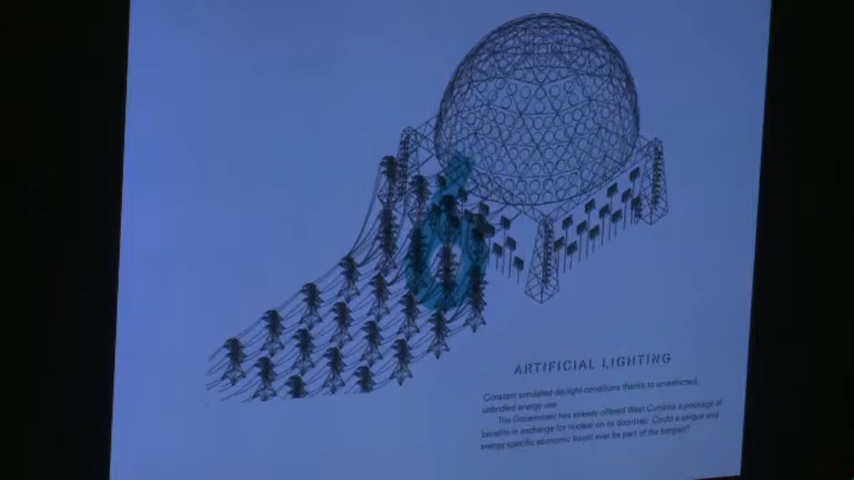 ARTIFICIAL LIGHTING
Constant simulated daylight conditions thanks to unrestricted,
unbridled energy use.
The Government has already offered West Cumbria a package of
benefits in exchange for nuclear on its doorstep. Could a unique and
energy specific economic boost ever be part of the bargain?